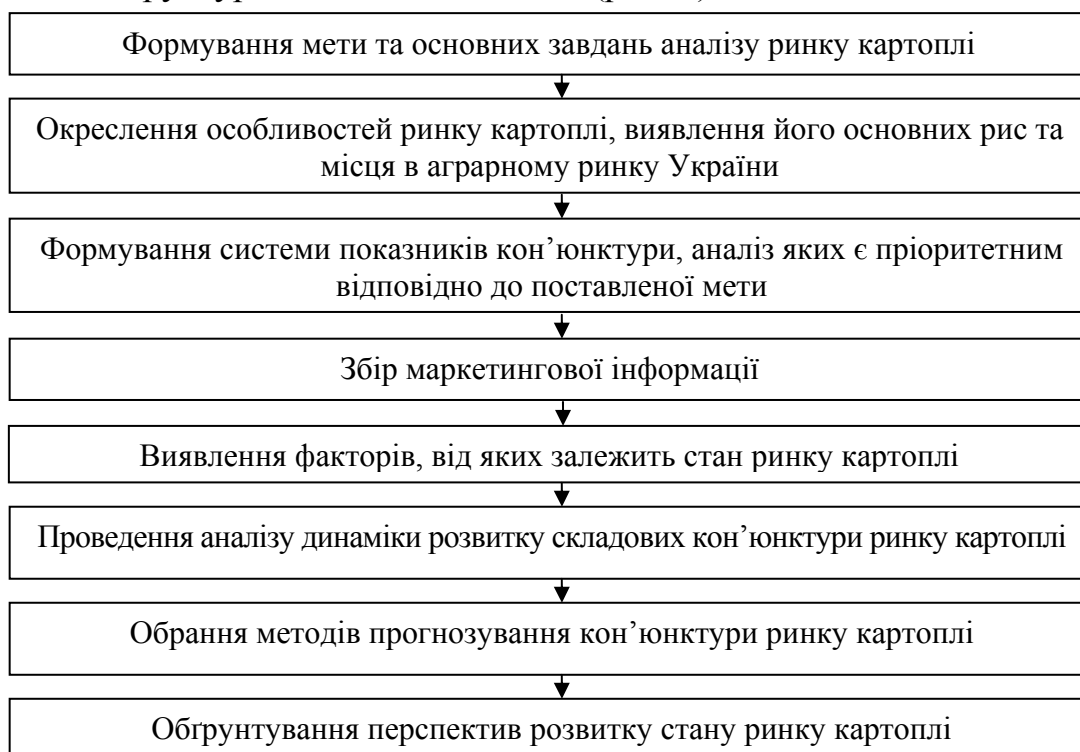 Формування мети та основних завдань аналізу ринку картоплі
Окреслення особливостей ринку картоплі, виявлення його основних рис та
місця в аграрному ринку України
Формування системи показників кон’юнктури, аналіз яких є пріоритетним
відповідно до поставленої мети
Збір маркетингової інформації
Виявлення факторів, від яких залежить стан ринку картоплі
Проведення аналізу динаміки розвитку складових кон’юнктури ринку картоплі
Обрання методів прогнозування кон’юнктури ринку картоплі
Обґрунтування перспектив розвитку стану ринку картоплі